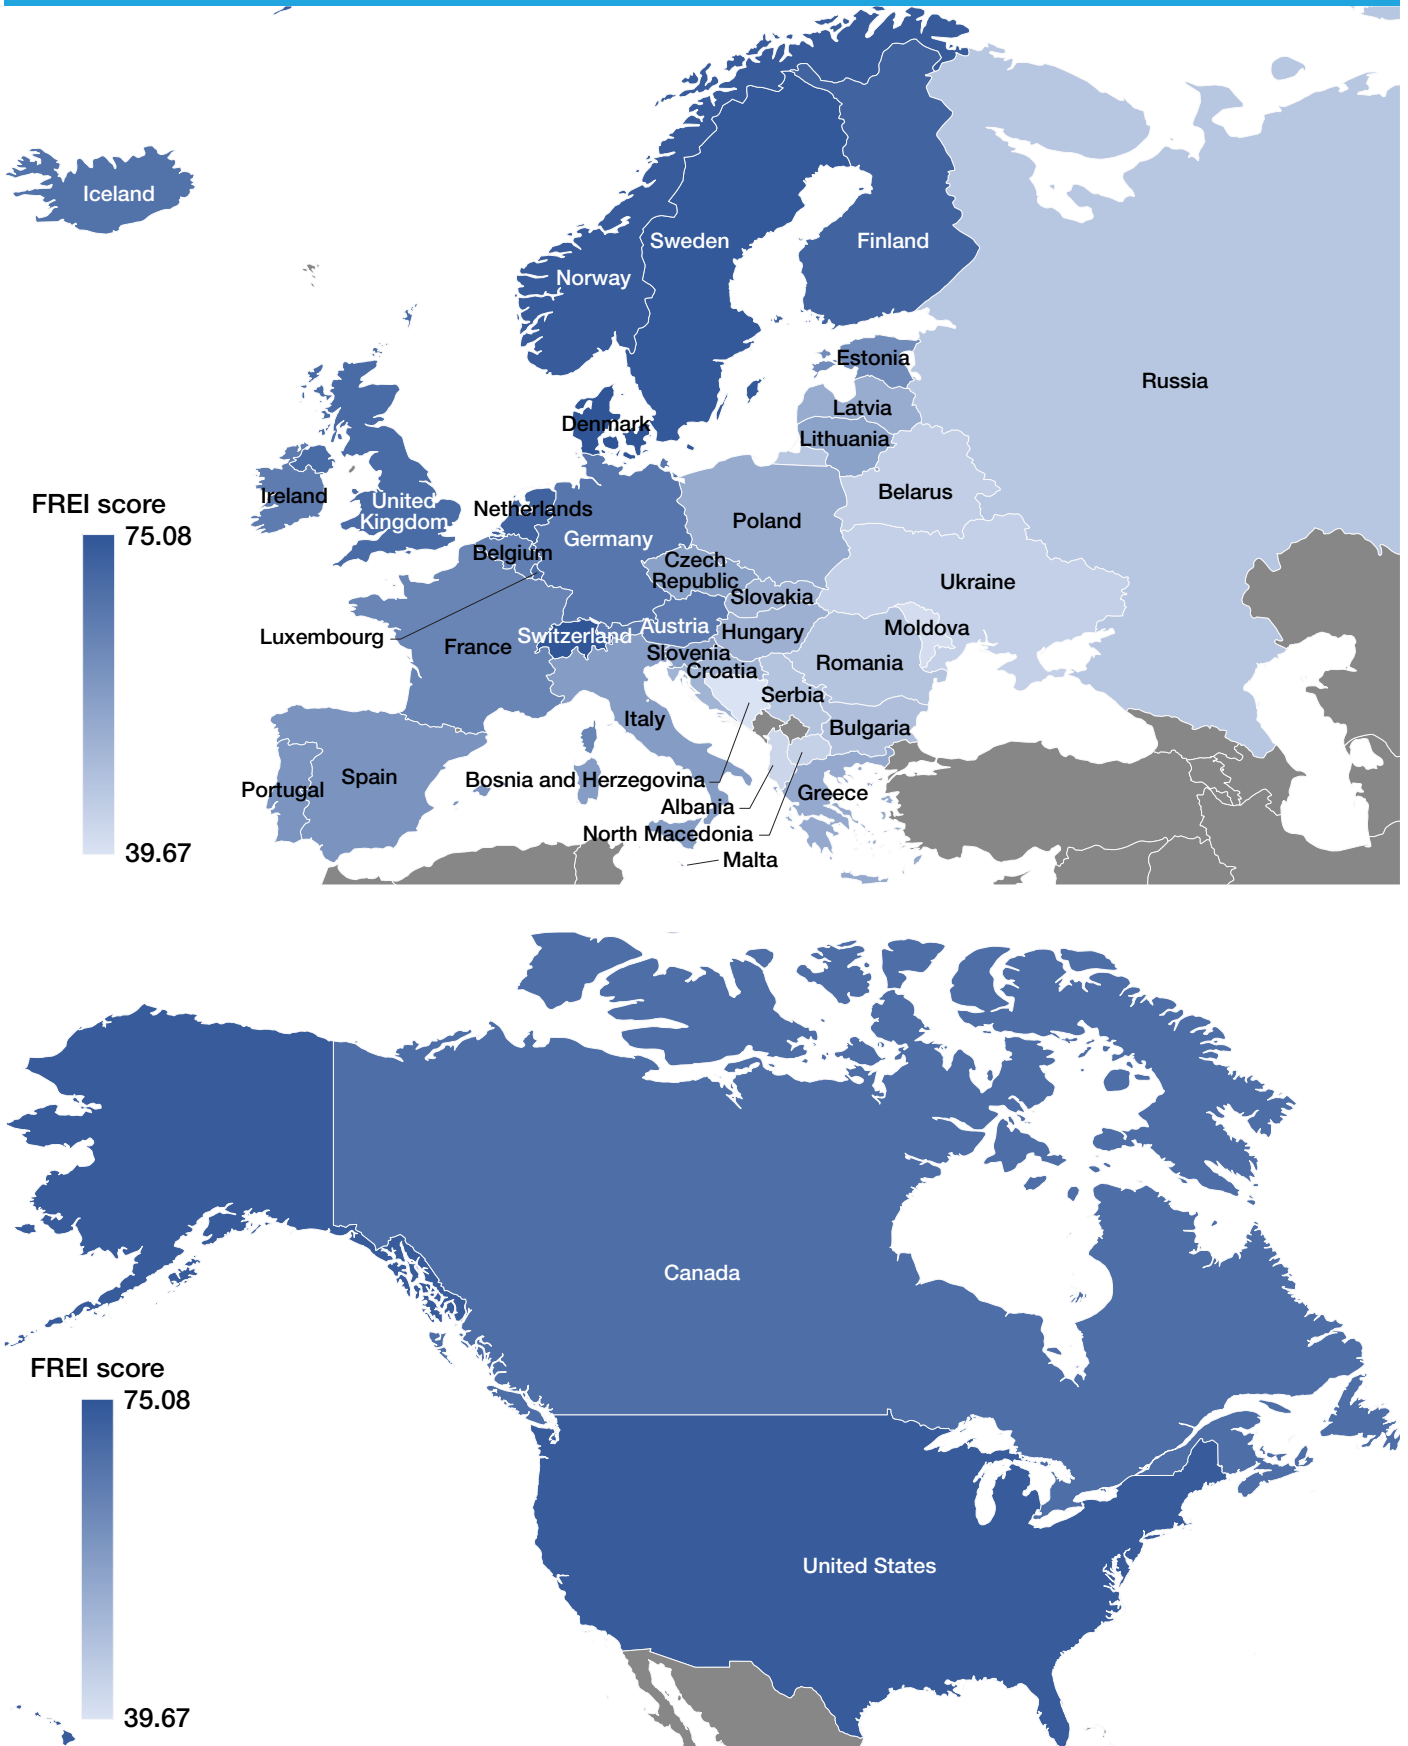 Iceland
Sweden
Finland
Norway
Estonia
Russia
Latvia
Denmark
Lithuania
Belarus
Ireland
United
Kingdom
Netherlands
Poland
Germany
Belgium
Czech
Republic
Ukraine
Slovakia
Luxembourg
Austria
Moldova
Hungary
Switzerland
France
Slovenia
Romania
Croatia
Serbia
Italy
Bulgaria
Spain
Portugal
Bosnia and Herzegovina
Greece
Albania
North Macedonia
Malta
FREI score
75.08
39.67
Canada
United States
FREI score
75.08
39.67